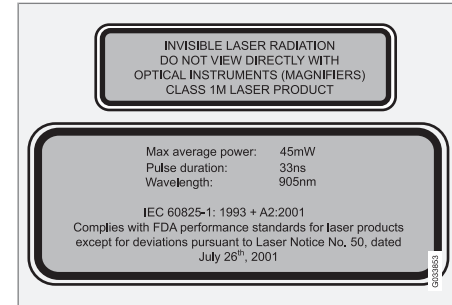 INVISIBLE LASER RADIATION
DO NOT VIEW DIRECTLY WITH
OPTICAL INSTRUMENTS (MAGNIFIERS)
CLASS 1M LASER PRODUCT
Max average power: 45mW
Pulse duration: 33ns
Wavelength: 905nm
IEC 60825-1: 1993 + A2:2001
Complies with FDA performance standards for laser products
except for deviations pursuant to Laser Notice No. 50, dated
July 26th, 2001
G033853